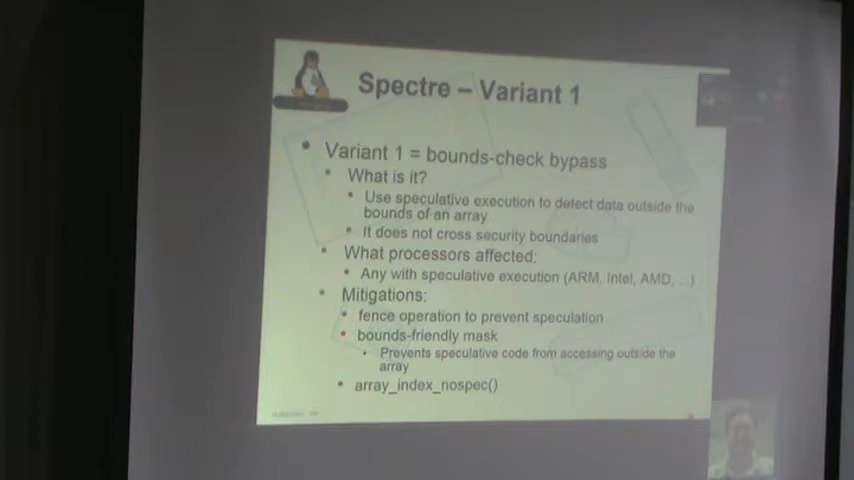 Spectre – Variant 1
• Variant 1 = bounds-check bypass
• What is it?
• Use speculative execution to detect data outside the
bounds of an array
• It does not cross security boundaries
• What processors affected:
• Any with speculative execution (ARM, Intel, AMD, ...)
• Mitigations:
• fence operation to prevent speculation
• bounds-friendly mask
• Prevents speculative code from accessing outside the
array
• array_index_nospec()